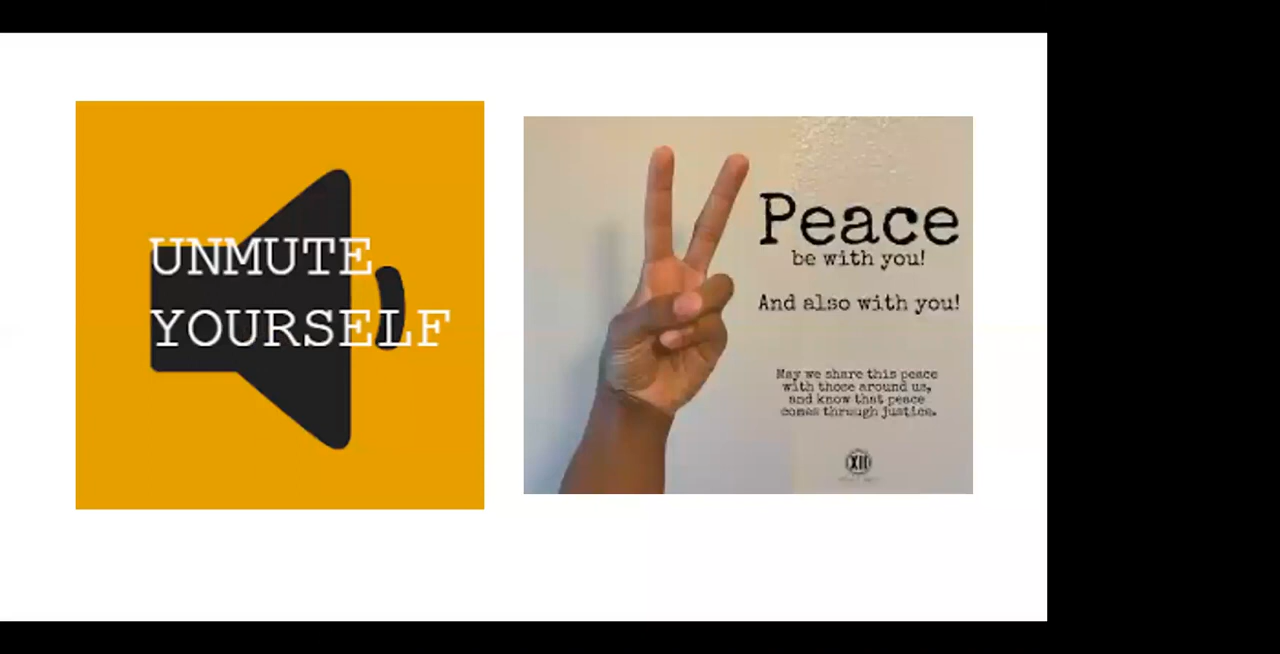 UNMUTE
YOURSELF
Peace
be with you!
And also with you!
May we share this peace
with those around us,
and know that peace
comes through justice.
XII